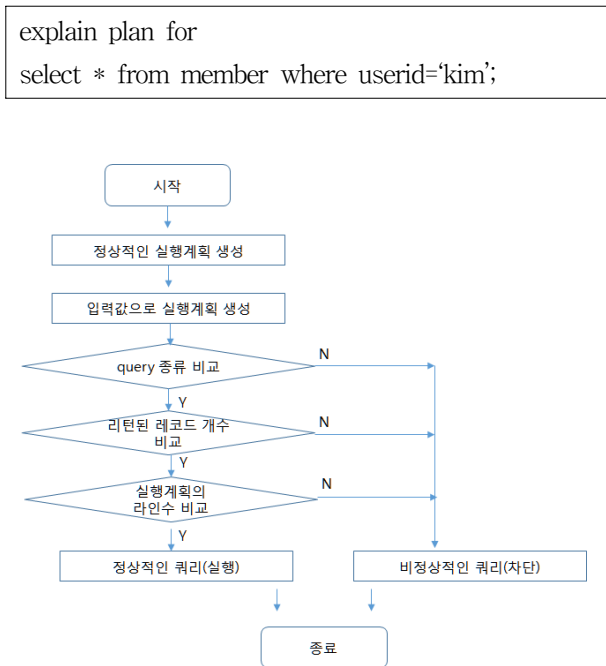 explain plan for
select * from member where userid=‘kim’;
시작
정상적인 실행계획 생성
입력값으로 실행계획 생성
query 종류 비교
N
Y
리턴된 레코드 개수
비교
N
Y
실행계획의
라인수 비교
N
Y
정상적인 쿼리(실행)
비정상적인 쿼리(차단)
종료